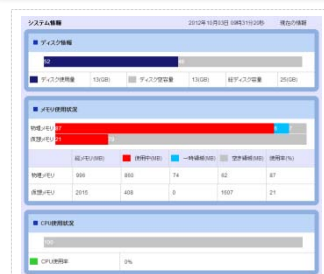 システム情報 2012年10月03日 09時31分20秒 現在の情報
ディスク情報
52
ディスク使用量 13(GB) ディスク空容量 13(GB) 総ディスク容量 25(GB)
メモリ使用状況
物理メモリ 87
仮想メモリ 21
総メモリ(MB) 使用中(MB) 一時領域(MB) 空き領域(MB) 使用率(%)
物理メモリ 996 860 74 62 87
仮想メモリ 2015 408 0 1607 21
CPU使用状況
100
CPU使用率 0%